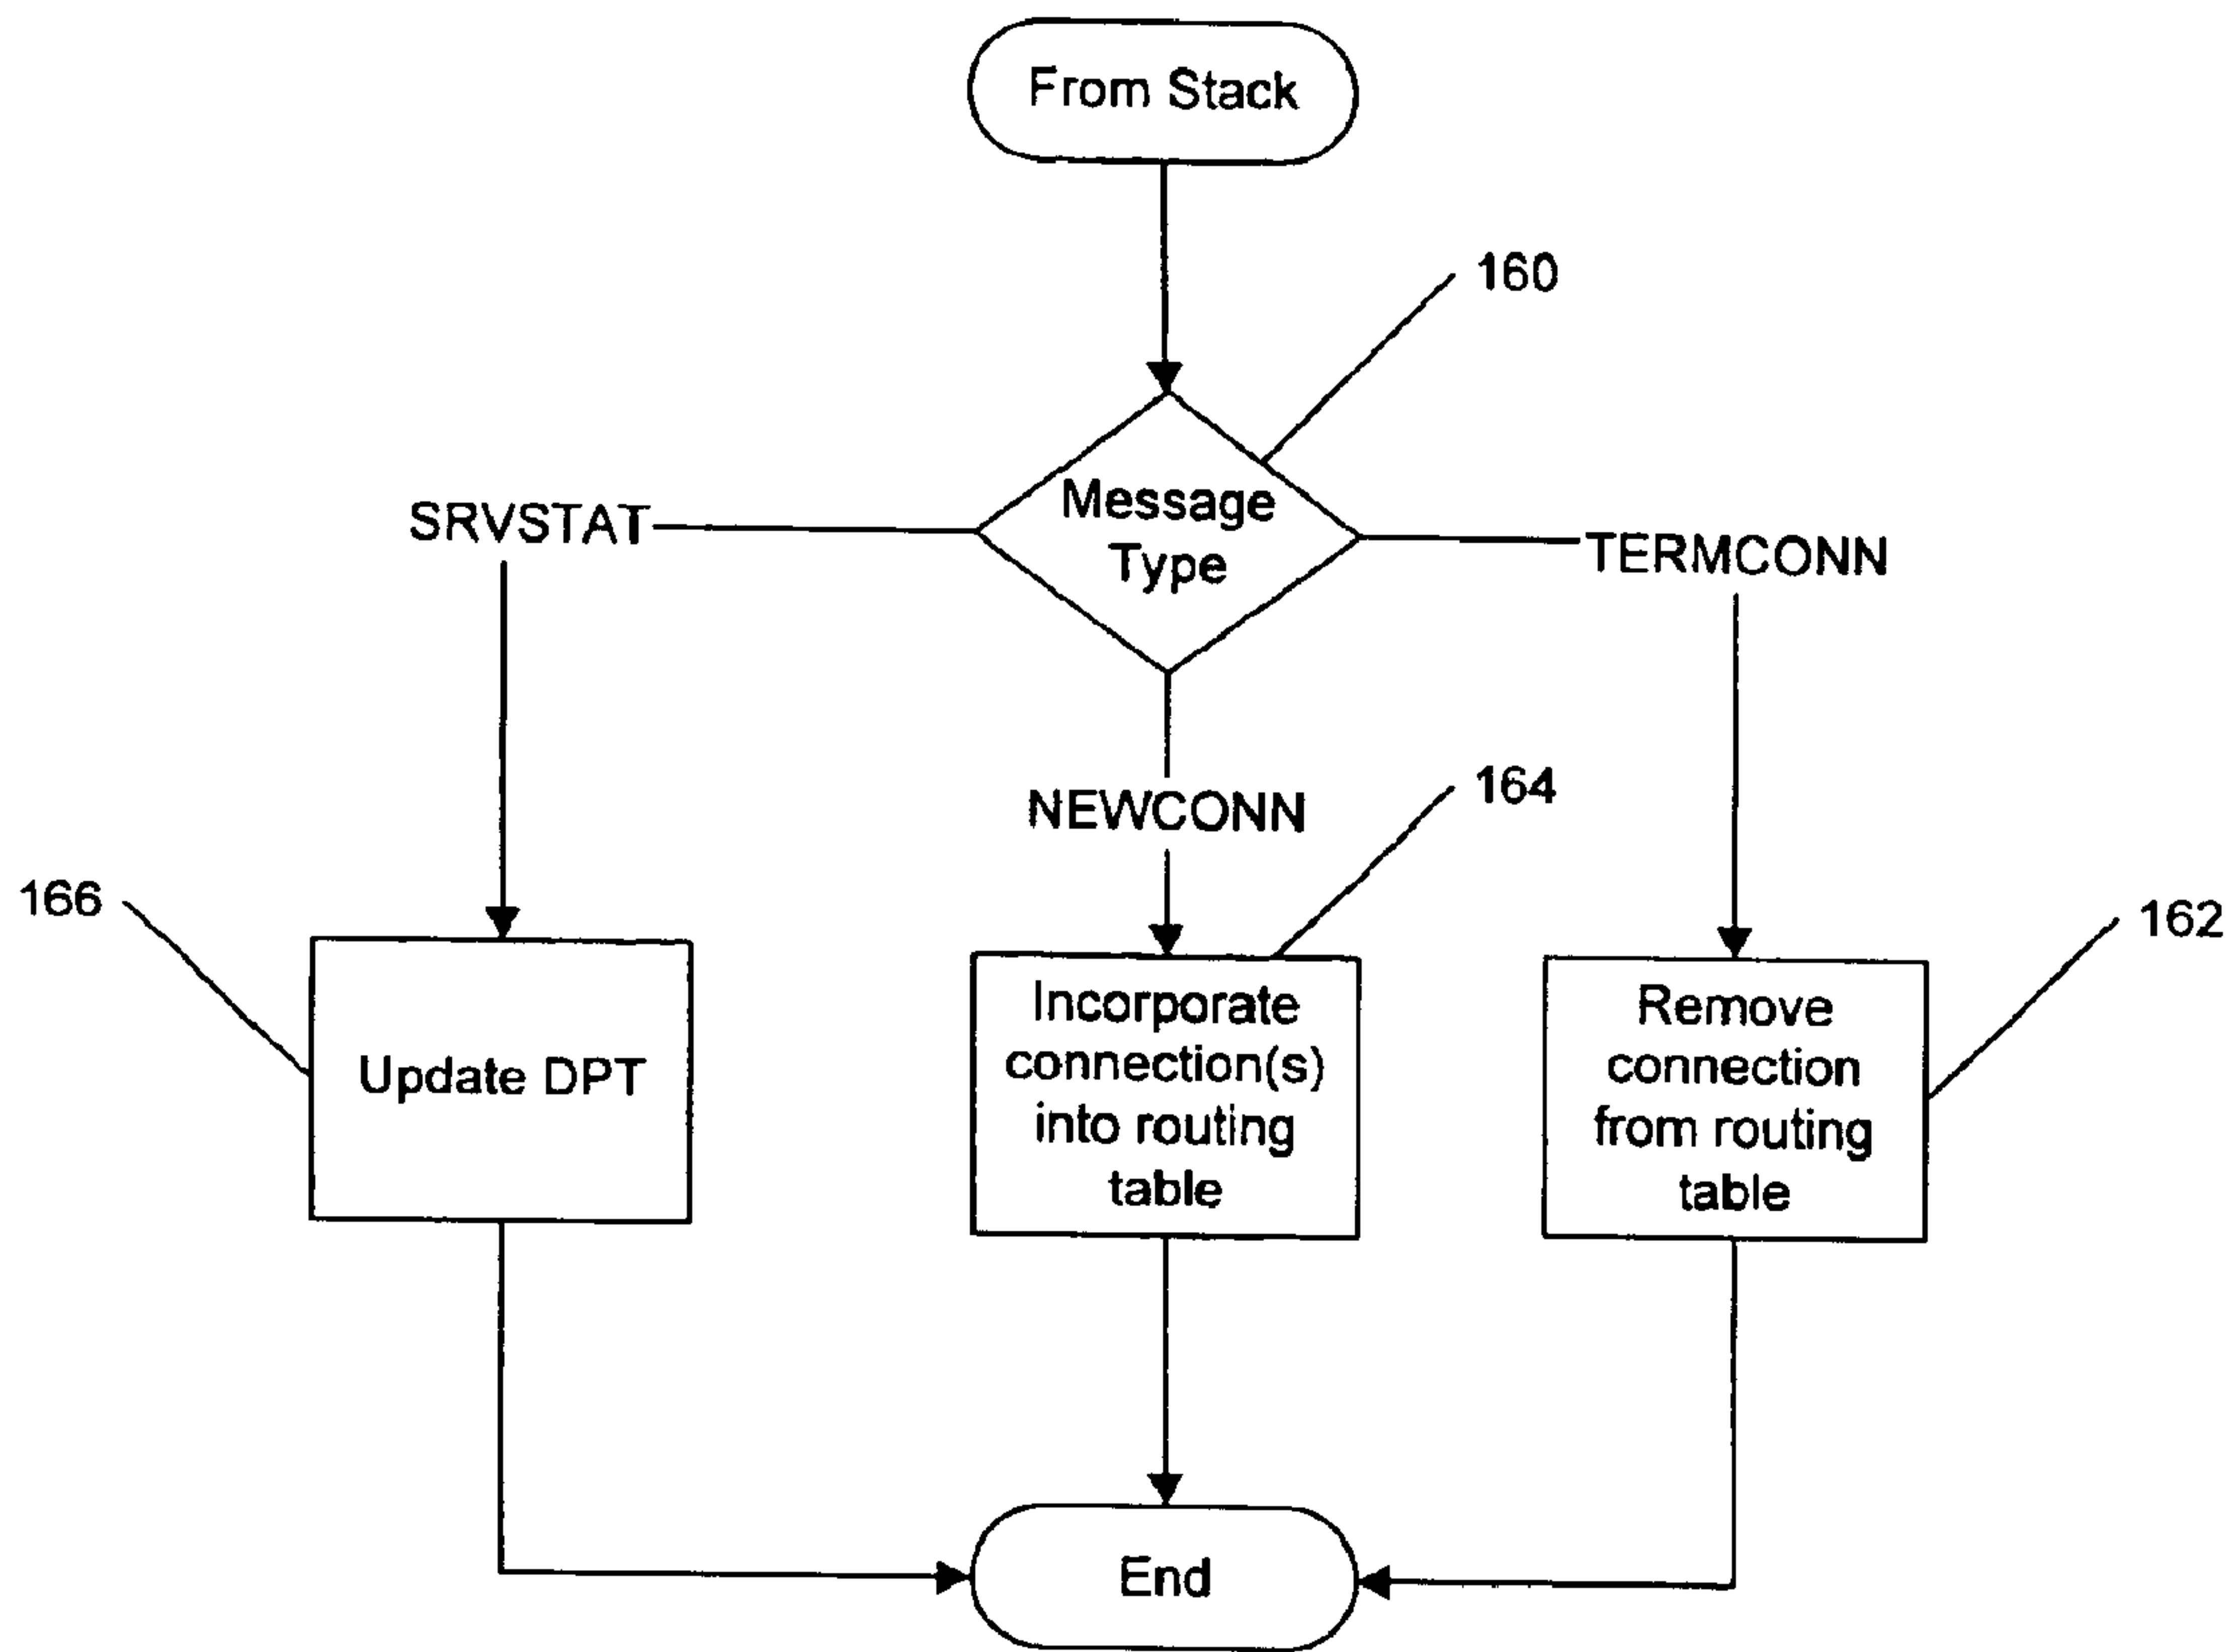 From Stack
160
Message
Type
SRVSTAT
TERMCONN
NEWCONN
164
166
162
Update DPT
Incorporate
connection(s)
into routing
table
Remove
connection
from routing
table
End